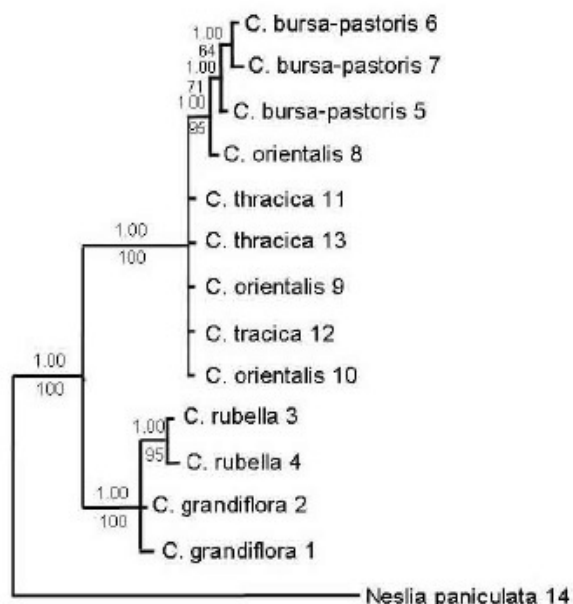 1.00
C. bursa-pastoris 6
64
1.00
C. bursa-pastoris 7
71
1.00
C. bursa-pastoris 5
95
C. orientalis 8
C. thracica 11
1.00
C. thracica 13
100
C. orientalis 9
C. tracica 12
1.00
C. orientalis 10
100
C. rubella 3
1.00
95
C. rubella 4
1.00
C. grandiflora 2
100
C. grandiflora 1
Neslia paniculata 14